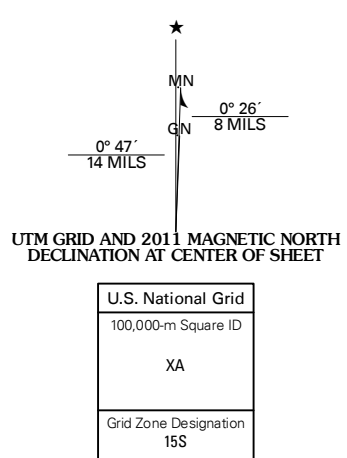 ★
MN
0° 26´
8 MILS
GN
0° 47´
14 MILS
UTM GRID AND 2011 MAGNETIC NORTH
DECLINATION AT CENTER OF SHEET
U.S. National Grid
100,000-m Square ID
XA
Grid Zone Designation
15S